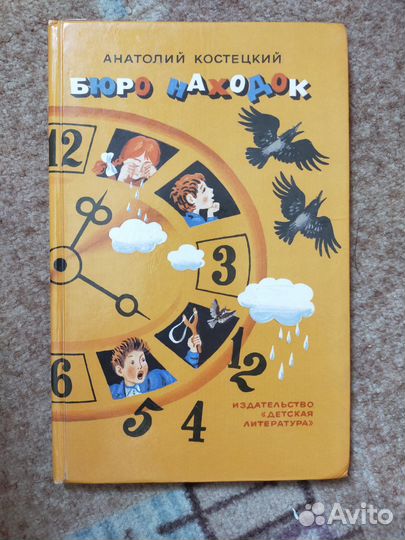 АНАТОЛИЙ КОСТЕЦКИЙ
БЮРО НАХОДОК
12
3
12
6
5
4
ИЗДАТЕЛЬСТВО
«ДЕТСКАЯ
ЛИТЕРАТУРА»
Avito